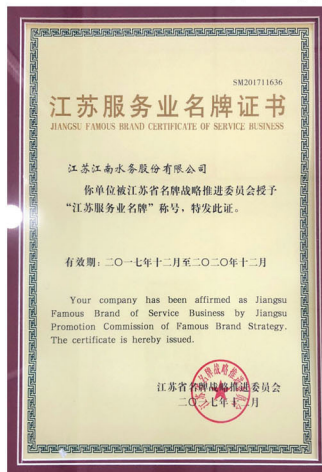 SM201711636
江苏服务业名牌证书
JIANGSU FAMOUS BRAND CERTIFICATE OF SERVICE BUSINESS
江苏江南水务股份有限公司
你单位被江苏省名牌战略推进委员会授予
“江苏服务业名牌”称号，特发此证。
有效期：二〇一七年十二月至二〇二〇年十二月
Your company has been affirmed as Jiangsu
Famous Brand of Service Business by Jiangsu
Promotion Commission of Famous Brand Strategy.
The certificate is hereby issued.
江苏省名牌战略推进委员会
二〇一七年十二月